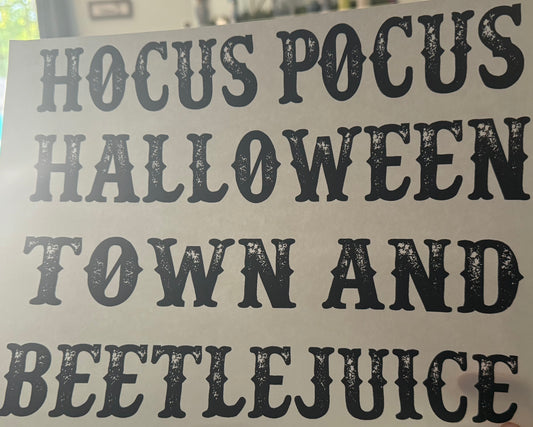 HOCUS POCUS
HALLOWEEN
TOWN AND
BEETLEJUICE